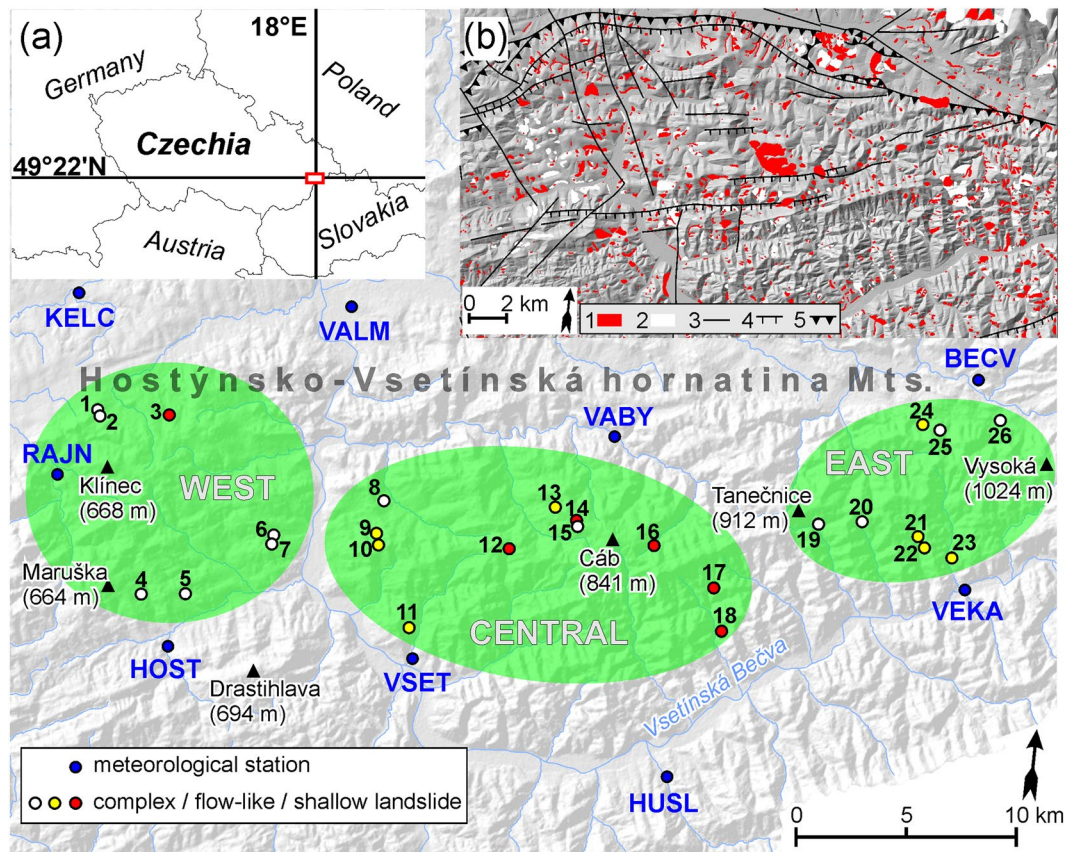 (a)
18°E
Germany
Poland
Czechia
49°22'N
Austria
Slovakia
(b)
0 2 km
1 2 3 4 5
KELC
VALM
BECV
Hostýnsko-Vsetínská hornatina Mts.
VABY
RAJN
1
2
3
Klínec
(668 m)
WEST
6
7
Maruška
(664 m)
4
5
HOST
Drastihlava
(694 m)
8
9
10
11
12
13
14
15
16
Cáb
(841 m)
17
18
CENTRAL
VSET
24
25
26
EAST
Vysoká
(1024 m)
Tanečnice
(912 m)
19
20
21
22
23
VEKA
Vsetínská Bečva
HUSL
meteorological station
complex / flow-like / shallow landslide
0 5 10 km